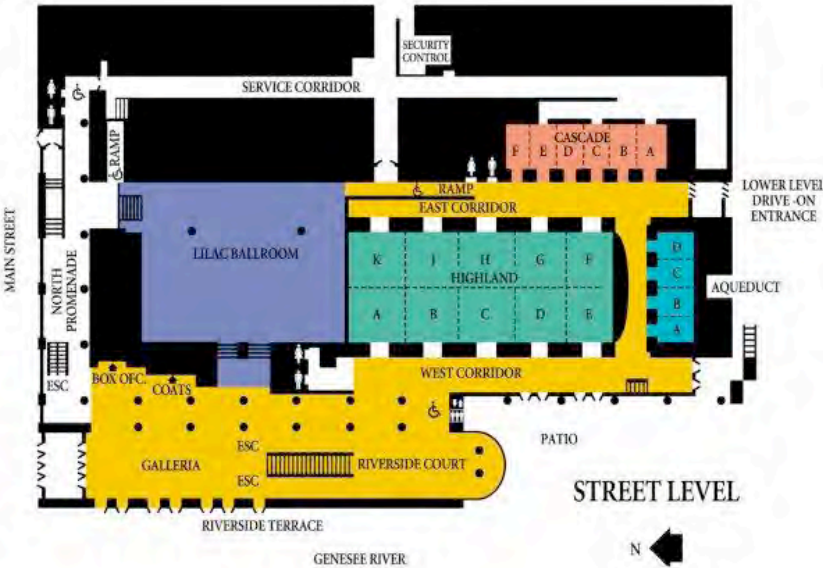 SECURITY
CONTROL
SERVICE CORRIDOR
CASCADE
F E D C B A
RAMP
RAMP
EAST CORRIDOR
LOWER LEVEL
DRIVE -ON
ENTRANCE
MAIN STREET
NORTH
PROMENADE
LILAC BALLROOM
K J H G F
HIGHLAND
A B C D E
D
C
B
A
AQUEDUCT
ESC
BOX OFC.
COATS
WEST CORRIDOR
ESC
GALLERIA
RIVERSIDE COURT
ESC
PATIO
STREET LEVEL
RIVERSIDE TERRACE
GENESEE RIVER
N